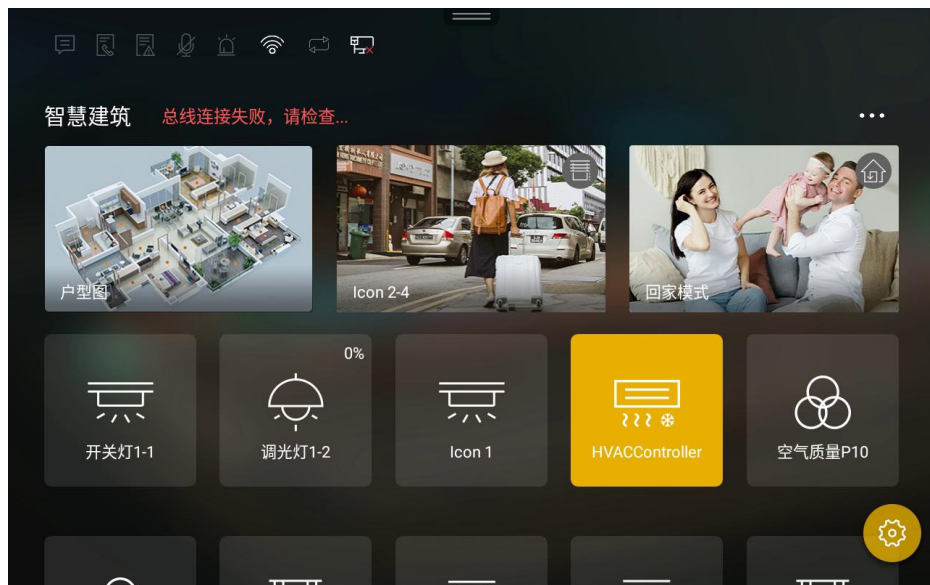 智慧建筑
总线连接失败，请检查...
户型图
Icon 2-4
回家模式
0%
开关灯1-1
调光灯1-2
Icon 1
HVACController
空气质量P10